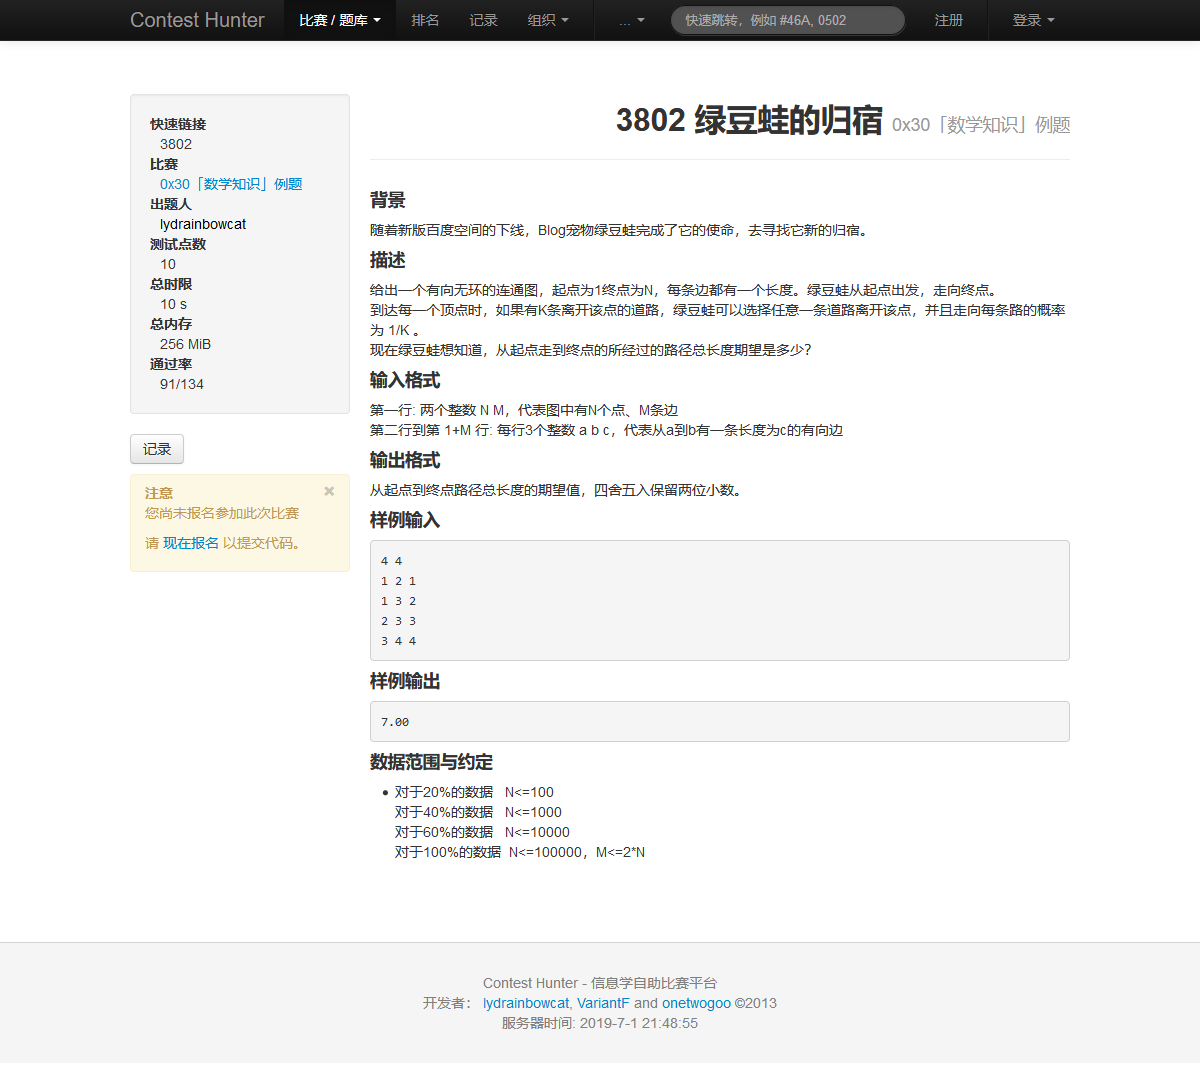 Contest Hunter 比赛 / 题库 排名 记录 组织 ... 快速跳转，例如 #46A, 0502 注册 登录
快速链接
3802
比赛
0x30「数学知识」例题
出题人
lydrainbowcat
测试点数
10
总时限
10 s
总内存
256 MiB
通过率
91/134
记录
注意 ×
您尚未报名参加此次比赛
请 现在报名 以提交代码。
3802 绿豆蛙的归宿 0x30「数学知识」例题
背景
随着新版百度空间的下线，Blog宠物绿豆蛙完成了它的使命，去寻找它新的归宿。
描述
给出一个有向无环的连通图，起点为1终点为N，每条边都有一个长度。绿豆蛙从起点出发，走向终点。
到达每一个顶点时，如果有K条离开该点的道路，绿豆蛙可以选择任意一条道路离开该点，并且走向每条路的概率
为 1/K 。
现在绿豆蛙想知道，从起点走到终点的所经过的路径总长度期望是多少？
输入格式
第一行: 两个整数 N M，代表图中有N个点、M条边
第二行到第 1+M 行: 每行3个整数 a b c，代表从a到b有一条长度为c的有向边
输出格式
从起点到终点路径总长度的期望值，四舍五入保留两位小数。
样例输入
4 4
1 2 1
1 3 2
2 3 3
3 4 4
样例输出
7.00
数据范围与约定
对于20%的数据 N<=100
对于40%的数据 N<=1000
对于60%的数据 N<=10000
对于100%的数据 N<=100000，M<=2*N
Contest Hunter - 信息学自助比赛平台
开发者： lydrainbowcat, VariantF and onetwogoo ©2013
服务器时间: 2019-7-1 21:48:55